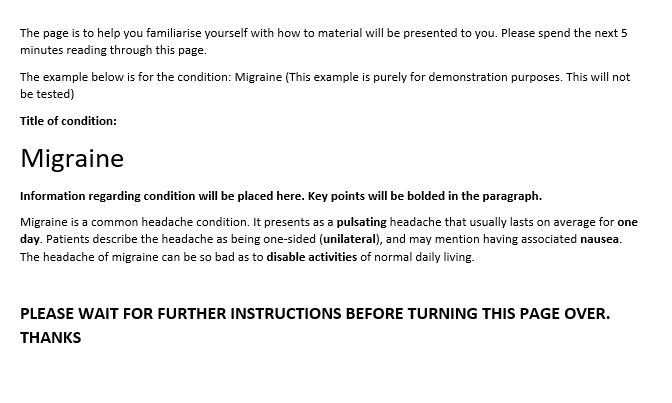 The page is to help you familiarise yourself with how to material will be presented to you. Please spend the next 5
minutes reading through this page.
The example below is for the condition: Migraine (This example is purely for demonstration purposes. This will not
be tested)
Title of condition:
Migraine
Information regarding condition will be placed here. Key points will be bolded in the paragraph.
Migraine is a common headache condition. It presents as a pulsating headache that usually lasts on average for one
day. Patients describe the headache as being one-sided (unilateral), and may mention having associated nausea.
The headache of migraine can be so bad as to disable activities of normal daily living.
PLEASE WAIT FOR FURTHER INSTRUCTIONS BEFORE TURNING THIS PAGE OVER.
THANKS